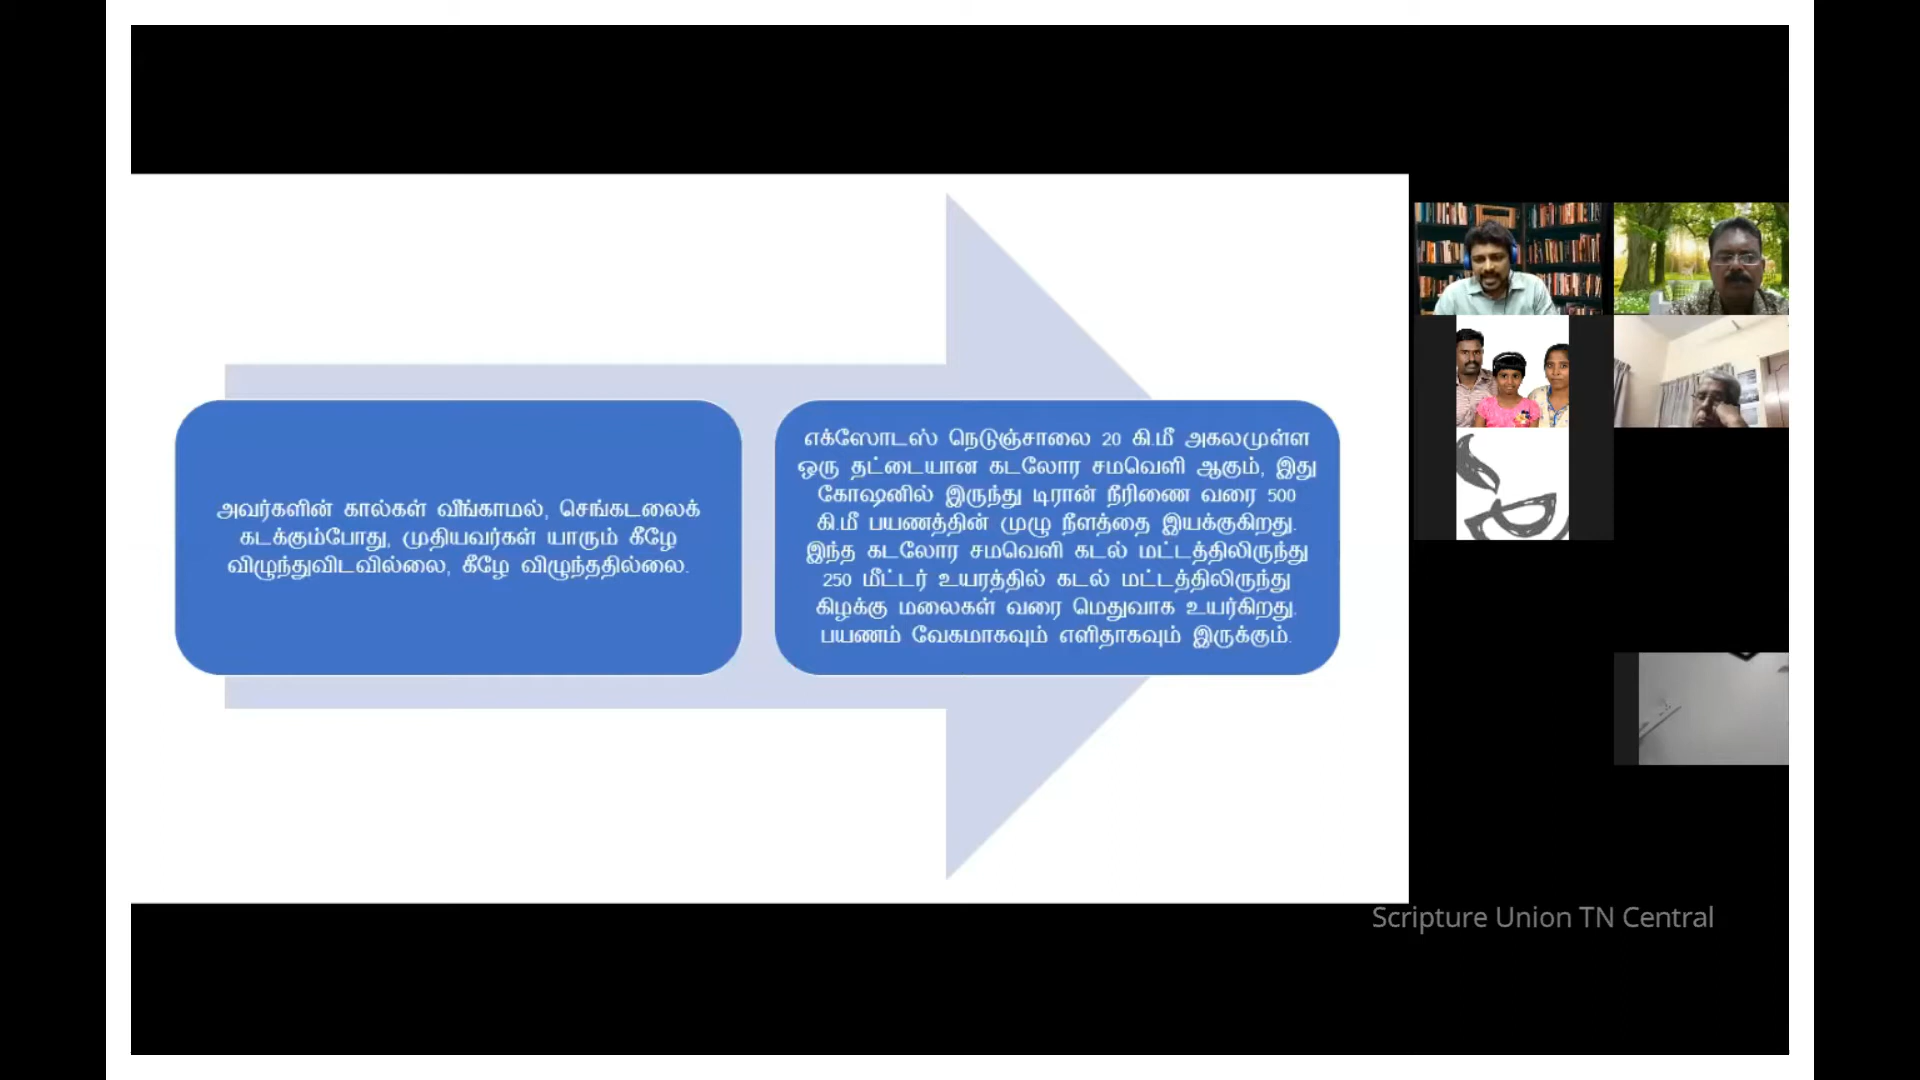 அவர்களின் கால்கள் வீங்காமல், செங்கடலைக்
கடக்கும்போது, முதியவர்கள் யாரும் கீழே
விழுந்துவிடவில்லை, கீழே விழுந்ததில்லை.
எக்ஸோடஸ் நெடுஞ்சாலை 20 கி.மீ அகலமுள்ள
ஒரு தட்டையான கடலோர சமவெளி ஆகும், இது
கோஷனில் இருந்து டிரான் நீரிணை வரை 500
கி.மீ பயணத்தின் முழு நீளத்தை இயக்குகிறது.
இந்த கடலோர சமவெளி கடல் மட்டத்திலிருந்து
250 மீட்டர் உயரத்தில் கடல் மட்டத்திலிருந்து
கிழக்கு மலைகள் வரை மெதுவாக உயர்கிறது.
பயணம் வேகமாகவும் எளிதாகவும் இருக்கும்.
Scripture Union TN Central